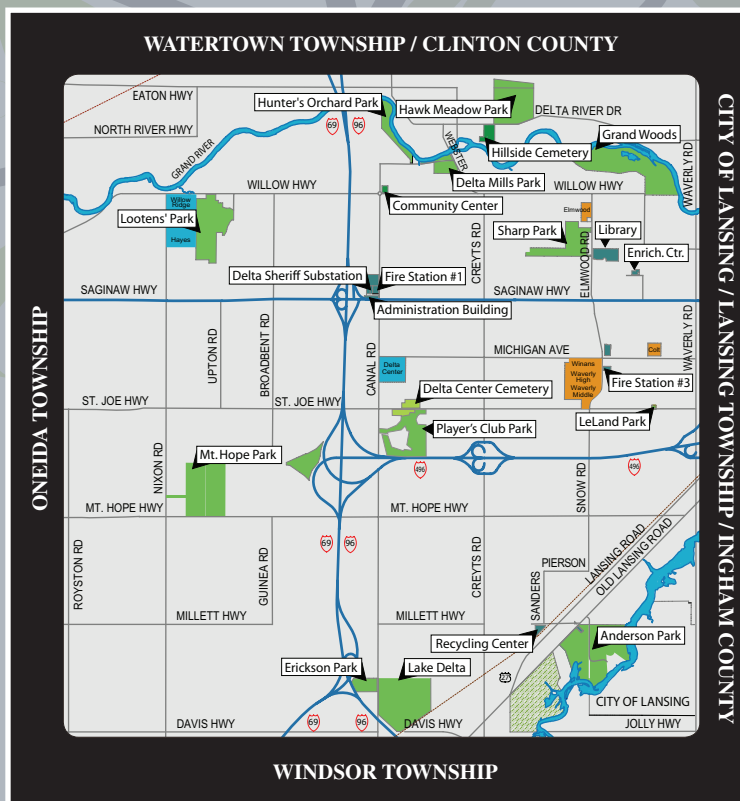 WATERTOWN TOWNSHIP / CLINTON COUNTY
EATON HWY
Hunter's Orchard Park
Hawk Meadow Park
DELTA RIVER DR
NORTH RIVER HWY
69
96
WEBSTER
Grand Woods
GRAND RIVER
Hillside Cemetery
WAVERLY RD
Delta Mills Park
WILLOW HWY
WILLOW HWY
Willow
Ridge
Community Center
Elmwood
Lootens' Park
Hayes
CREYTS RD
Sharp Park
ELMWOOD RD
Library
Enrich. Ctr.
Delta Sheriff Substation
Fire Station #1
SAGINAW HWY
SAGINAW HWY
Administration Building
UPTON RD
BROADBENT RD
CANAL RD
WAVERLY RD
MICHIGAN AVE
Colt
Delta
Center
Winans
Waverly
High
Waverly
Middle
Fire Station #3
Delta Center Cemetery
ST. JOE HWY
ST. JOE HWY
LeLand Park
Player's Club Park
NIXON RD
Mt. Hope Park
496
496
SNOW RD
MT. HOPE HWY
MT. HOPE HWY
69
96
LANSING ROAD
OLD LANSING ROAD
ROYSTON RD
GUINEA RD
CREYTS RD
PIERSON
SANDERS
MILLETT HWY
MILLETT HWY
Recycling Center
Anderson Park
Erickson Park
Lake Delta
CITY OF LANSING
DAVIS HWY
69
96
DAVIS HWY
JOLLY HWY
ONEIDA TOWNSHIP
CITY OF LANSING / LANSING TOWNSHIP / INGHAM COUNTY
WINDSOR TOWNSHIP